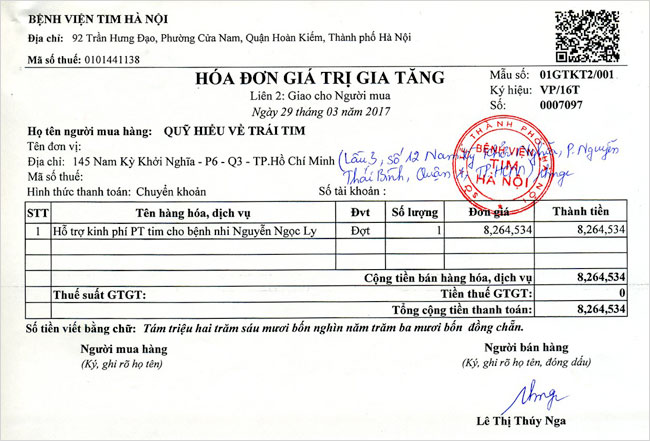 BỆNH VIỆN TIM HÀ NỘI
Địa chỉ: 92 Trần Hưng Đạo, Phường Cửa Nam, Quận Hoàn Kiếm, Thành phố Hà Nội
Mã số thuế: 0101441138
HÓA ĐƠN GIÁ TRỊ GIA TĂNG
Liên 2: Giao cho Người mua
Ngày 29 tháng 03 năm 2017
Mẫu số: 01GTKT2/001
Ký hiệu: VP/16T
Số: 0007097
Họ tên người mua hàng: QUỸ HIỂU VỀ TRÁI TIM
Tên đơn vị:
Địa chỉ: 145 Nam Kỳ Khởi Nghĩa - P6 - Q3 - TP.Hồ Chí Minh (Lầu 3, số 12 Nam Kỳ Khởi Nghĩa, P. Nguyễn
Thái Bình, Quận 1, TP.HCM)
Mã số thuế:
BỆNH VIỆN
TIM
HÀ NỘI
Hình thức thanh toán: Chuyển khoản Số tài khoản :
STT Tên hàng hóa, dịch vụ Đvt Số lượng Đơn giá Thành tiền
1 Hỗ trợ kinh phí PT tim cho bệnh nhi Nguyễn Ngọc Ly Đợt 1 8,264,534 8,264,534
Cộng tiền bán hàng hóa, dịch vụ 8,264,534
Thuế suất GTGT: Tiền thuế GTGT: 0
Tổng cộng tiền thanh toán: 8,264,534
Số tiền viết bằng chữ: Tám triệu hai trăm sáu mươi bốn nghìn năm trăm ba mươi bốn đồng chẵn.
Người mua hàng Người bán hàng
(Ký, ghi rõ họ tên) (Ký, ghi rõ họ tên, đóng dấu)
Lê Thị Thúy Nga